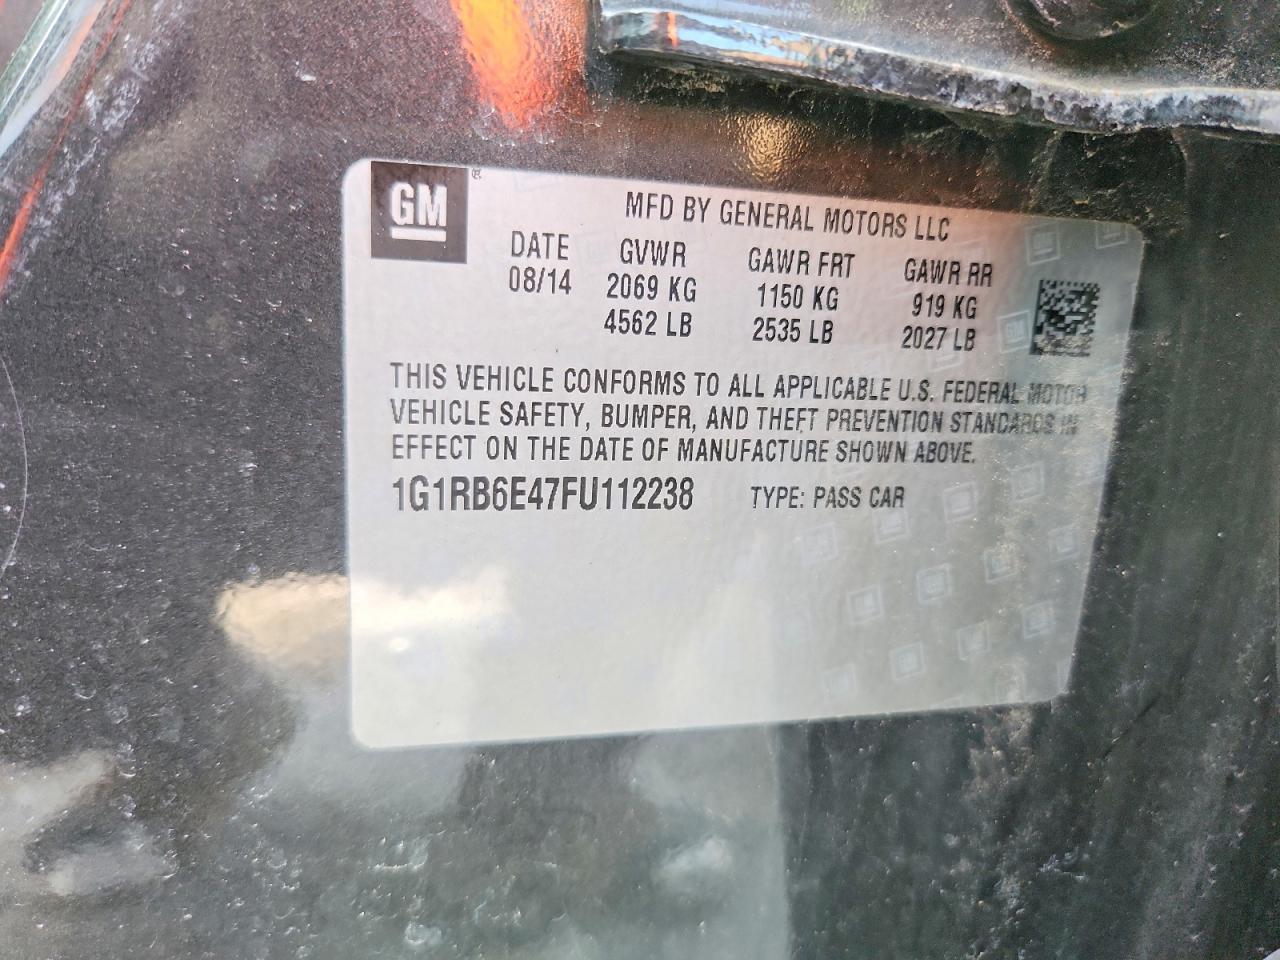 GM
MFD BY GENERAL MOTORS LLC
DATE GVWR GAWR FRT GAWR RR
08/14 2069 KG 1150 KG 919 KG
4562 LB 2535 LB 2027 LB
THIS VEHICLE CONFORMS TO ALL APPLICABLE U.S. FEDERAL MOTOR
VEHICLE SAFETY, BUMPER, AND THEFT PREVENTION STANDARDS IN
EFFECT ON THE DATE OF MANUFACTURE SHOWN ABOVE.
1G1RB6E47FU112238 TYPE: PASS CAR